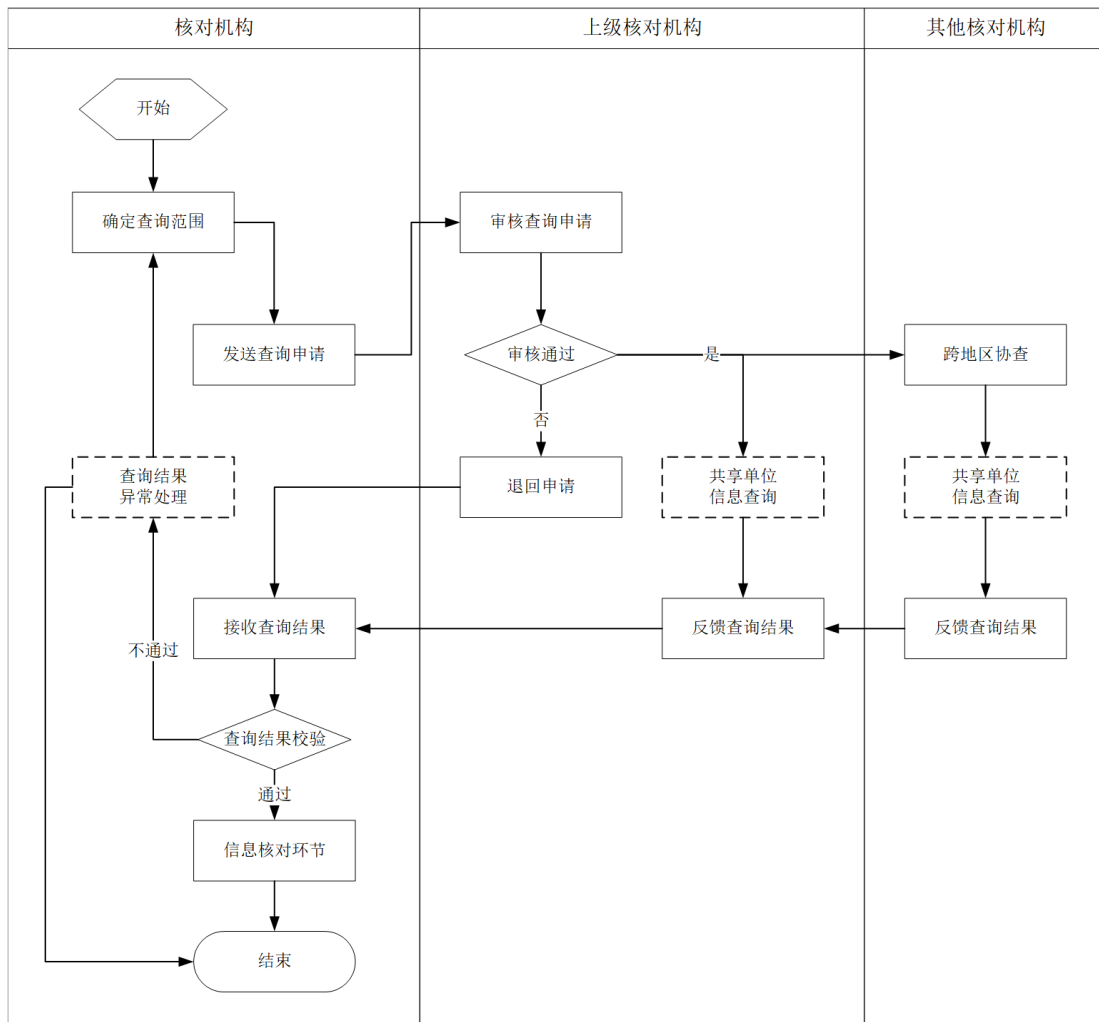 核对机构
上级核对机构
其他核对机构
开始
确定查询范围
审核查询申请
发送查询申请
审核通过
是
跨地区协查
否
查询结果
异常处理
退回申请
共享单位
信息查询
共享单位
信息查询
接收查询结果
反馈查询结果
反馈查询结果
不通过
查询结果校验
通过
信息核对环节
结束